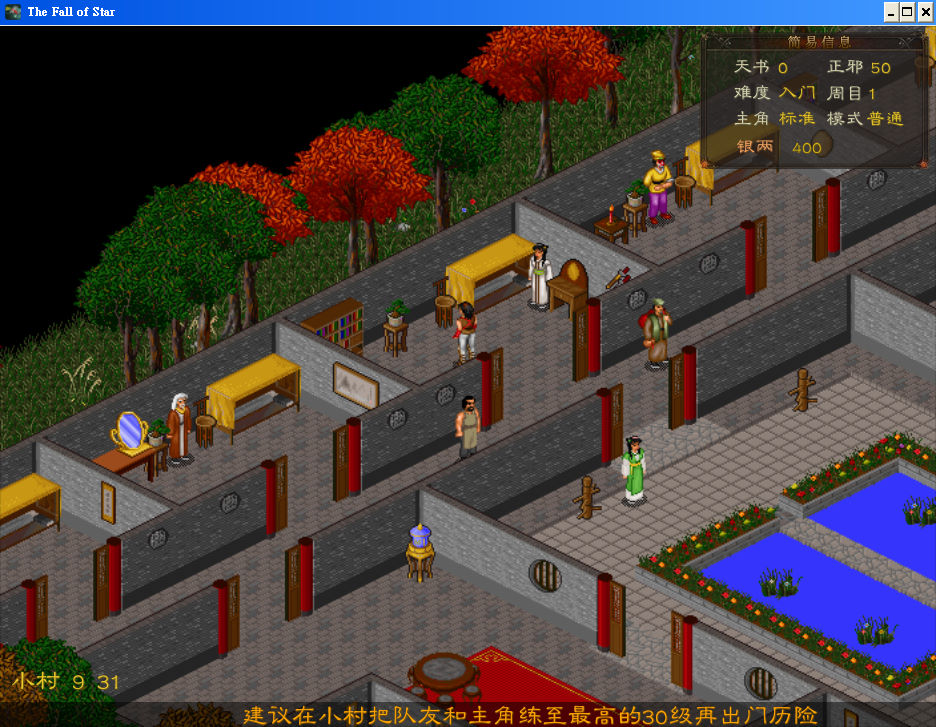 The Fall of Star
简易信息
天书 0 正邪 50
难度 入门 周目 1
主角 标准 模式 普通
银两 400
小村 9 31
建议在小村把队友和主角练至最高的30级再出门历险